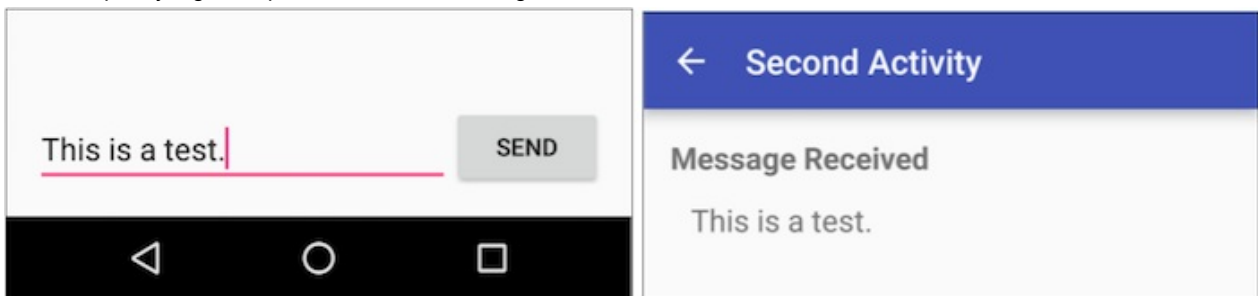 This is a test.
SEND
Second Activity
Message Received
This is a test.